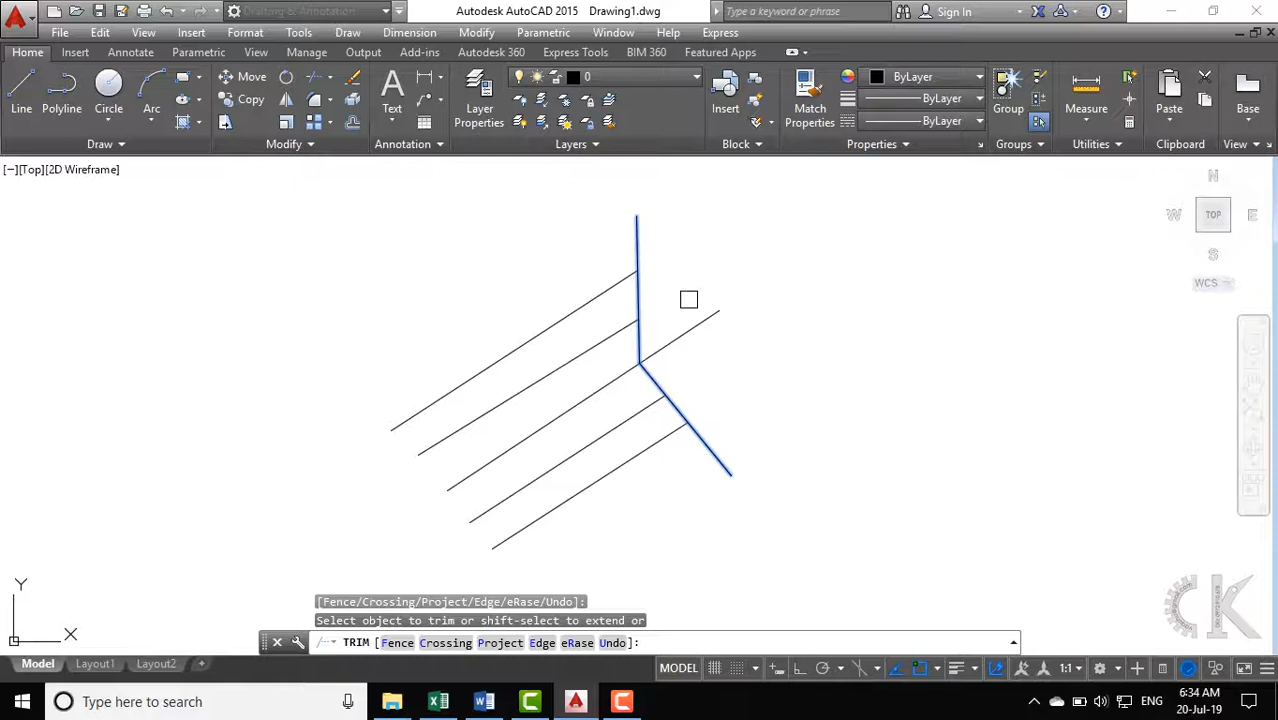 Drafting & Annotation
Autodesk AutoCAD 2015 Drawing1.dwg
Type a keyword or phrase
Sign In
File Edit View Insert Format Tools Draw Dimension Modify Parametric Window Help Express
Home Insert Annotate Parametric View Manage Output Add-ins Autodesk 360 Express Tools BIM 360 Featured Apps
Line Polyline Circle Arc
Move
Copy
Text
Layer Properties
0
Insert
Match Properties
ByLayer
ByLayer
ByLayer
Group
Measure
Paste
Base
Draw Modify Annotation Layers Block Properties Groups Utilities Clipboard View
[−][Top][2D Wireframe]
N
W TOP E
S
WCS
Y
X
[Fence/Crossing/Project/Edge/eRase/Undo]:
Select object to trim or shift-select to extend or
TRIM [Fence Crossing Project Edge eRase Undo]:
Model Layout1 Layout2 +
MODEL
1:1
Type here to search
ENG
6:34 AM
20-Jul-19